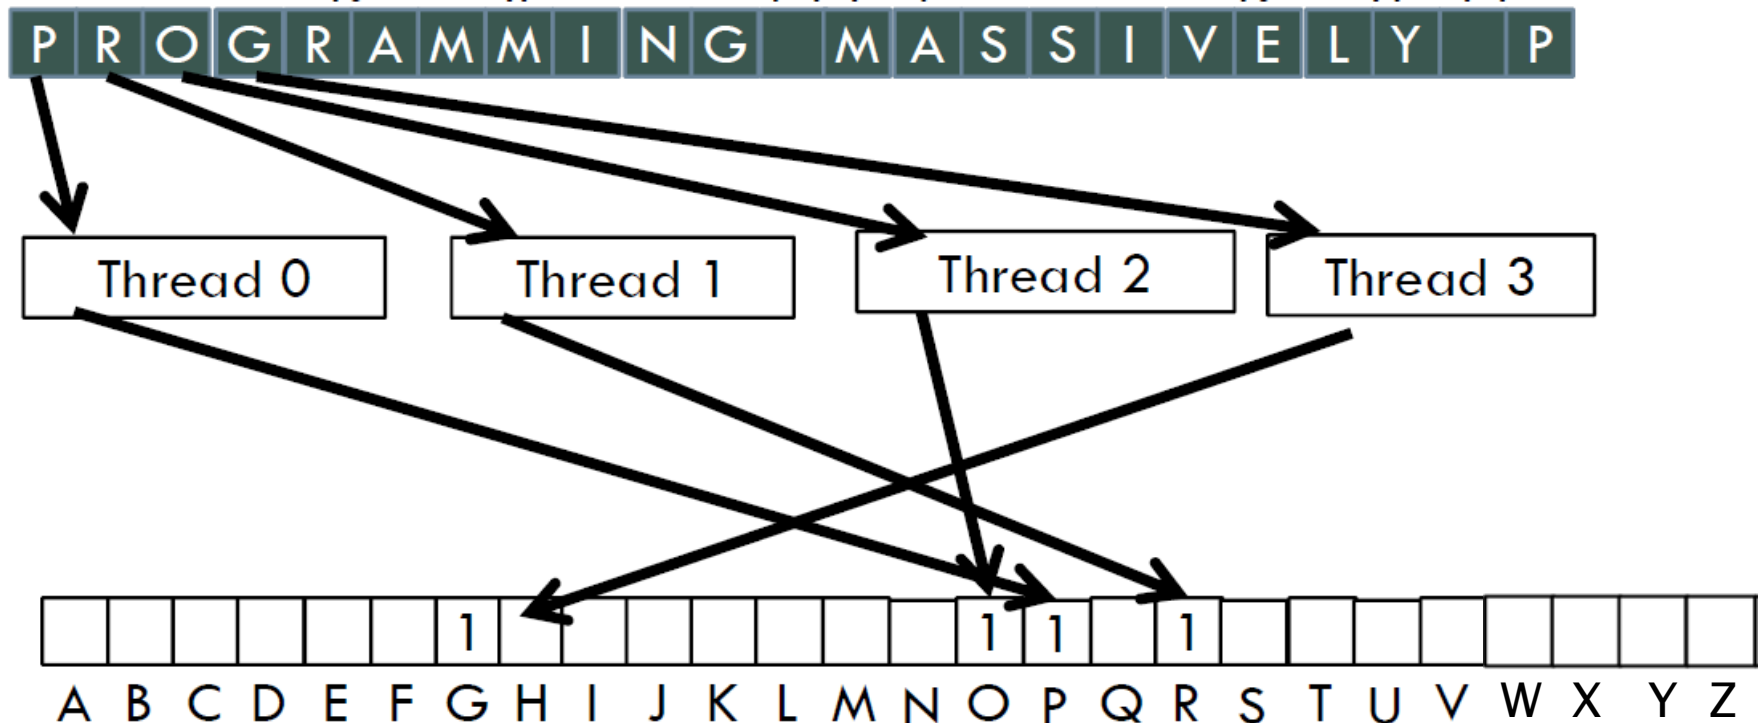 P R O G R A M M I N G M A S S I V E L Y P
Thread 0 Thread 1 Thread 2 Thread 3
1 1 1 1
A B C D E F G H I J K L M N O P Q R S T U V W X Y Z